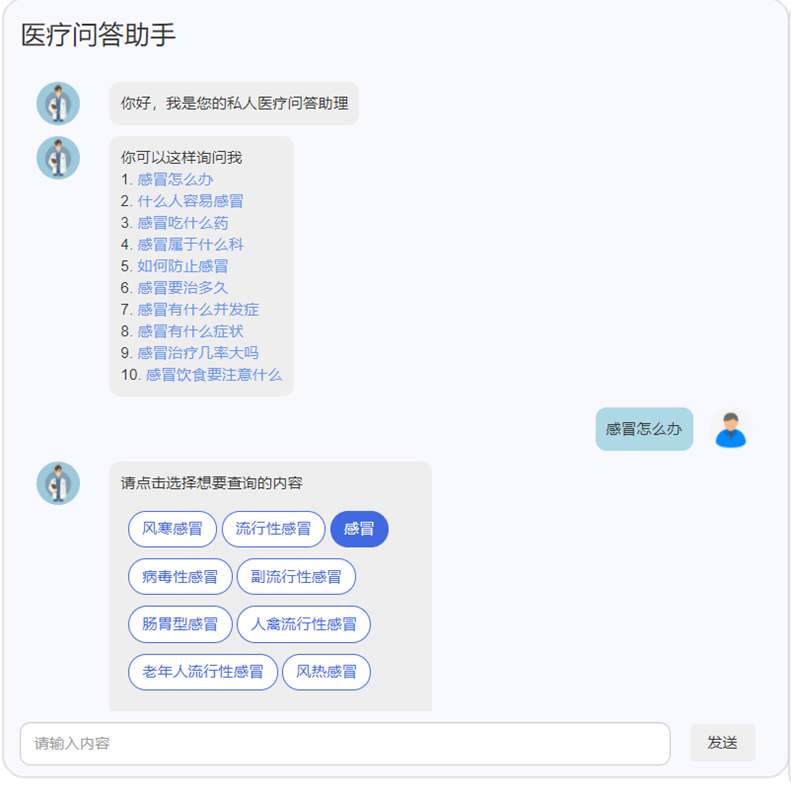 医疗问答助手
你好，我是您的私人医疗问答助理
你可以这样询问我
1. 感冒怎么办
2. 什么人容易感冒
3. 感冒吃什么药
4. 感冒属于什么科
5. 如何防止感冒
6. 感冒要治多久
7. 感冒有什么并发症
8. 感冒有什么症状
9. 感冒治疗几率大吗
10. 感冒饮食要注意什么
感冒怎么办
请点击选择想要查询的内容
风寒感冒 流行性感冒 感冒
病毒性感冒 副流行性感冒
肠胃型感冒 人禽流行性感冒
老年人流行性感冒 风热感冒
请输入内容 发送